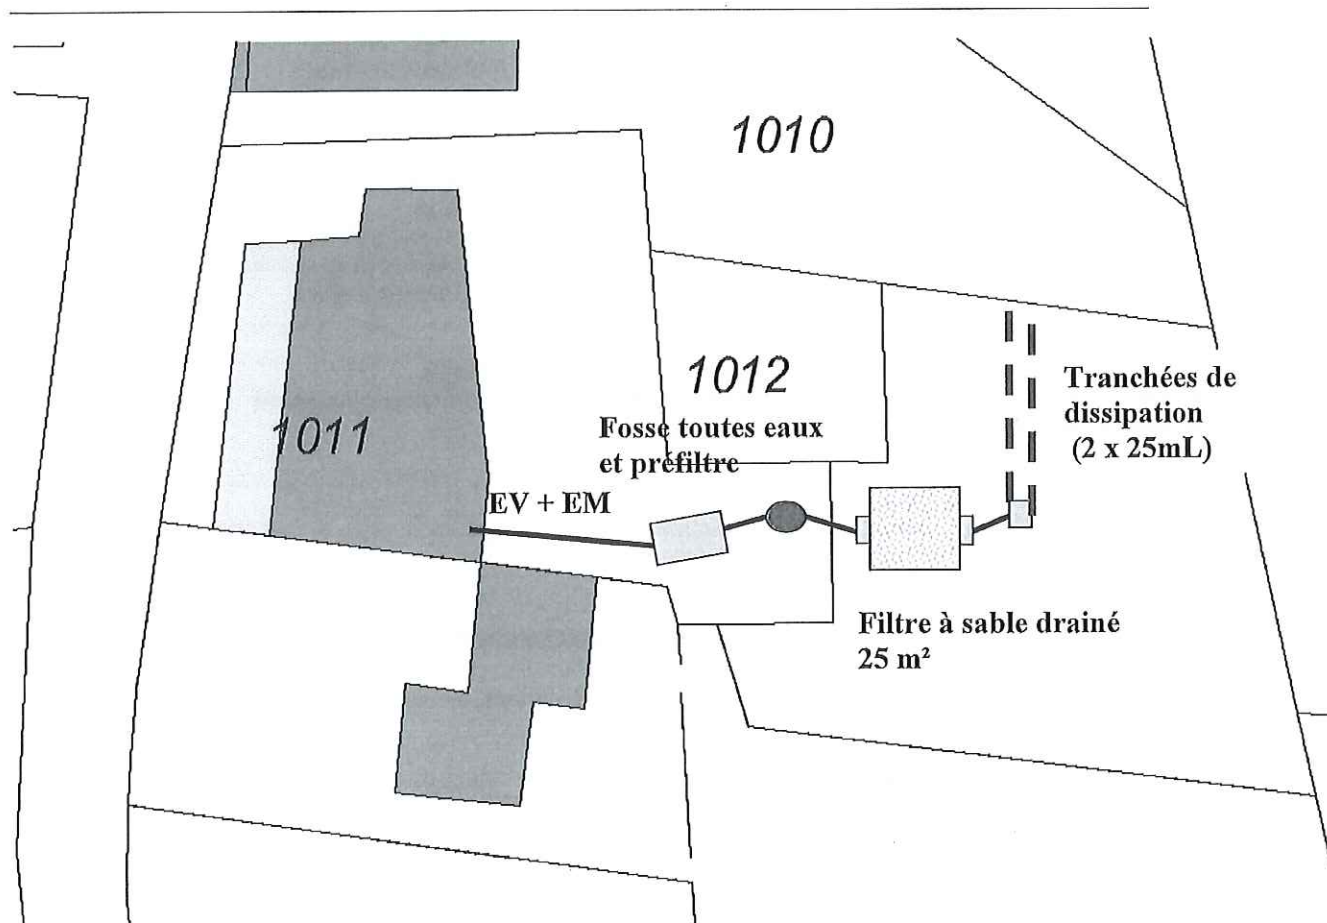 1010
1012
Tranchées de
dissipation
(2 x 25mL)
1011
Fosse toutes eaux
et préfiltre
EV + EM
Filtre à sable drainé
25 m²